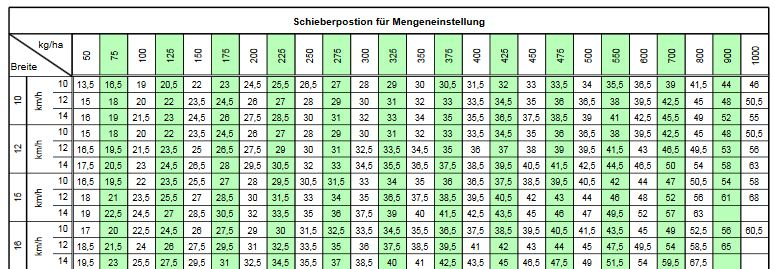 Schieberpostion für Mengeneinstellung
kg/ha 50 75 100 125 150 175 200 225 250 275 300 325 350 375 400 425 450 475 500 550 600 700 800 900 1000
Breite
10 km/h 10 13,5 16,5 19 20,5 22 23 24,5 25,5 26,5 27 28 29 30 30,5 31,5 32 33 33,5 34 35,5 36,5 39 41,5 44 46
12 15 18 20 22 23,5 24,5 26 27 28 29 30 31 32 33 33,5 34,5 35 36 36,5 38 39,5 42,5 45 48 50,5
14 16 19 21,5 23 24,5 26 27,5 28,5 30 31 32 33 34 35 35,5 36,5 37,5 38,5 39 41 42,5 45,5 49 52 55
12 km/h 10 15 18 20 22 23,5 24,5 26 27 28 29 30 31 32 33 33,5 34,5 35 36 36,5 38 39,5 42,5 45 48 50,5
12 16,5 19,5 21,5 23,5 25 26,5 27,5 29 30 31 32,5 33,5 34,5 35 36 37 38 39 39,5 41,5 43 46,5 49,5 53 56
14 17,5 20,5 23 24,5 26,5 28 29,5 30,5 32 33 34,5 35,5 36,5 37,5 38,5 39,5 40,5 41,5 42,5 44,5 46 50 54 58 63
15 km/h 10 16,5 19,5 22 23,5 25,5 27 28 29 30,5 31,5 33 34 35 36 36,5 37,5 38,5 39,5 40 42 44 47 50,5 54 58
12 18 21 23,5 25,5 27 28,5 30 31,5 33 34 35,5 36,5 37,5 38,5 39,5 40,5 42 43 44 46 48 52 56 61 68
14 19 22,5 24,5 27 28,5 30,5 32 33,5 35 36,5 37,5 39 40 41,5 42,5 43,5 45 46 47 49,5 52 57 63
16 km/h 10 17 20 22,5 24,5 26 27,5 29 30 31,5 32,5 33,5 35 36 37 38 39 39,5 40,5 41,5 43,5 45 49 52,5 56 60,5
12 18,5 21,5 24 26 27,5 29,5 31 32,5 33,5 35 36 37,5 38,5 39,5 41 42 43 44 45 47,5 49,5 54 58,5 65
14 19,5 23 25,5 27,5 29,5 31 32,5 34,5 36 37,5 38,5 40 41 42,5 43,5 45 46 47,5 48,5 51,5 54 59,5 67,5